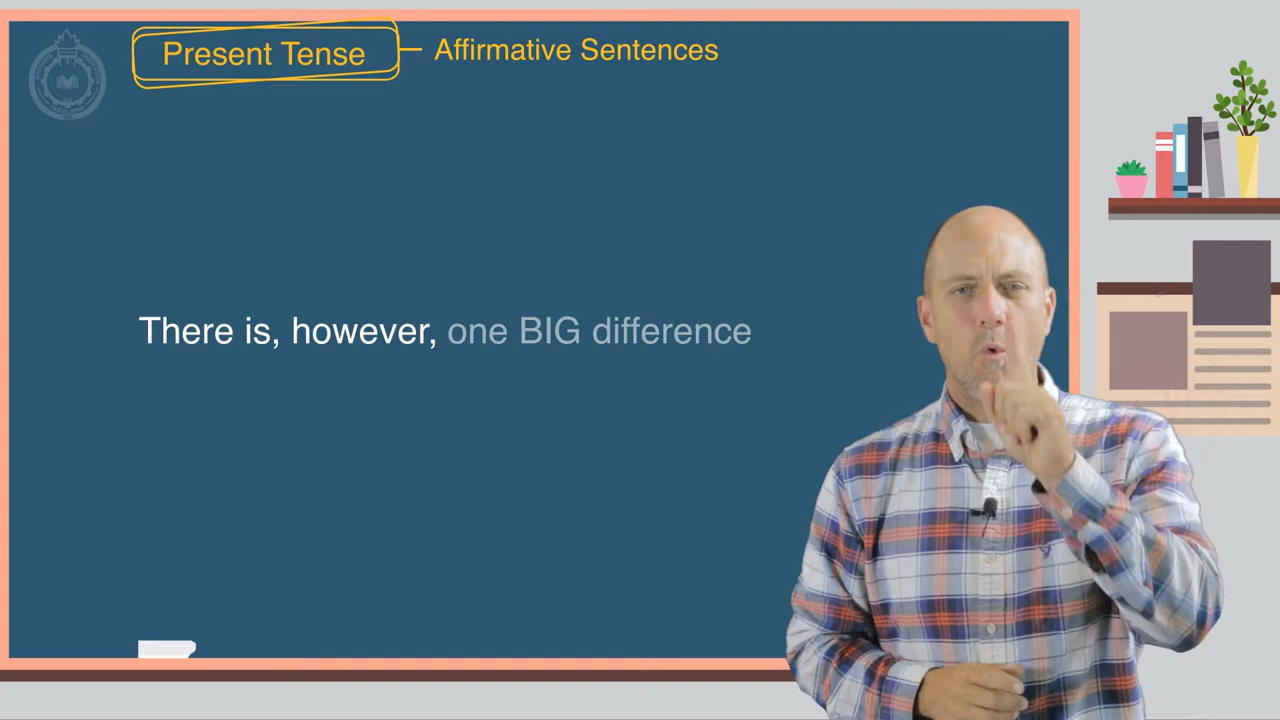 Present Tense
Affirmative Sentences
There is, however, one BIG difference